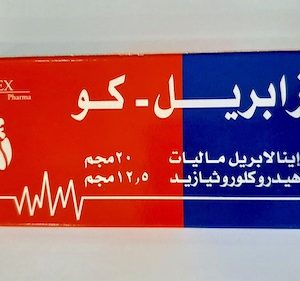 EX
Pharma
زابريل - كو
إينالابريل ماليات ٢٠ مجم
هيدروكلوروثيازيد ١٢,٥ مجم